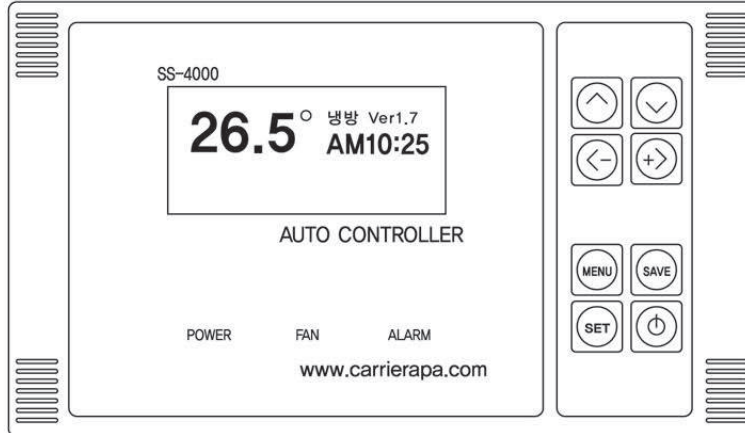 SS-4000
26.5° 냉방 Ver1.7
AM10:25
AUTO CONTROLLER
POWER FAN ALARM
www.carrierapa.com
- +
MENU SAVE
SET